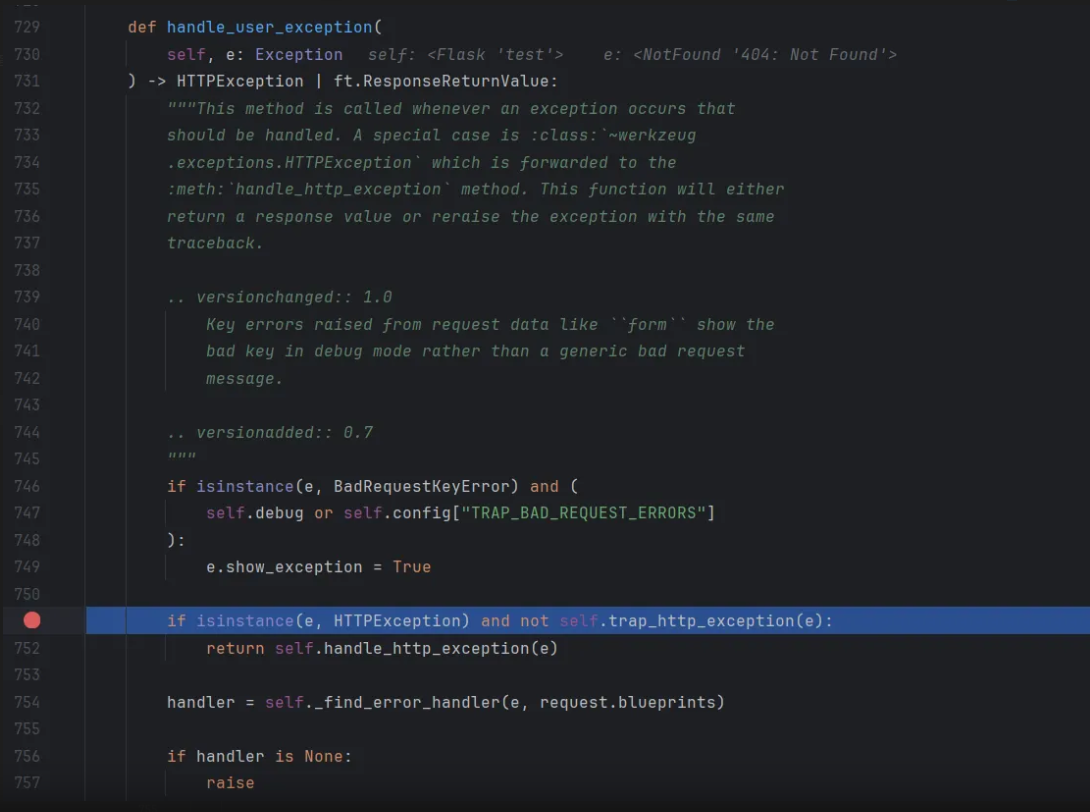 729 def handle_user_exception(
730 self, e: Exception self: <Flask 'test'> e: <NotFound '404: Not Found'>
731 ) -> HTTPException | ft.ResponseReturnValue:
732 """This method is called whenever an exception occurs that
733 should be handled. A special case is :class:`~werkzeug
734 .exceptions.HTTPException` which is forwarded to the
735 :meth:`handle_http_exception` method. This function will either
736 return a response value or reraise the exception with the same
737 traceback.
738
739 .. versionchanged:: 1.0
740 Key errors raised from request data like ``form`` show the
741 bad key in debug mode rather than a generic bad request
742 message.
743
744 .. versionadded:: 0.7
745 """
746 if isinstance(e, BadRequestKeyError) and (
747 self.debug or self.config["TRAP_BAD_REQUEST_ERRORS"]
748 ):
749 e.show_exception = True
750
if isinstance(e, HTTPException) and not self.trap_http_exception(e):
752 return self.handle_http_exception(e)
753
754 handler = self._find_error_handler(e, request.blueprints)
755
756 if handler is None:
757 raise